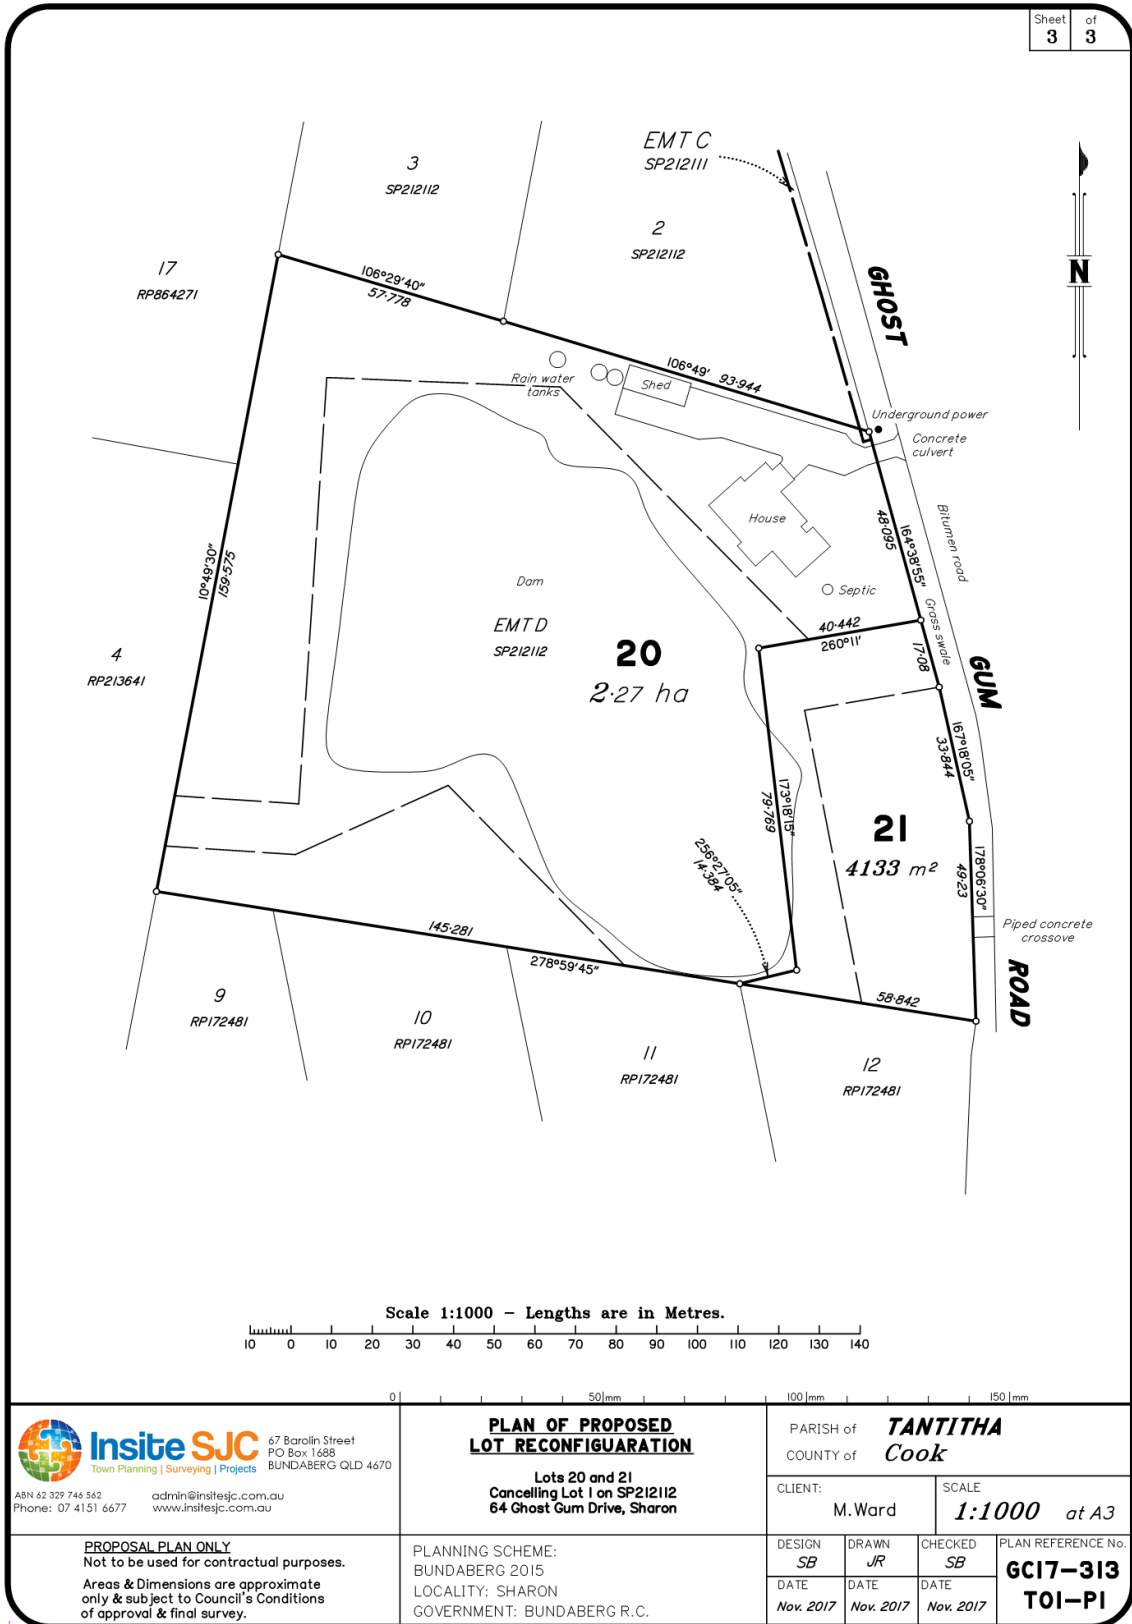 Sheet of
3 3
EMT C
SP212111
3
SP212112
2
SP212112
17
RP864271
GHOST
N
106°29'40"
57·778
106°49' 93·944
Rain water
tanks
Shed
Underground power
Concrete
culvert
House
48·095
164°38'55"
Bitumen road
10°49'30"
159·575
Dam
Septic
EMT D
SP212112
20
2·27 ha
40·442
260°11'
Grass swale
17·08
GUM
4
RP213641
167°18'05"
33·844
173°18'15"
79·769
21
4133 m²
256°27'05"
14·384
178°06'30"
49·23
Piped concrete
crossove
145·281
278°59'45"
58·842
ROAD
9
RP172481
10
RP172481
11
RP172481
12
RP172481
Scale 1:1000 – Lengths are in Metres.
10 0 10 20 30 40 50 60 70 80 90 100 110 120 130 140
0 50mm 100mm 150mm
Insite SJC
Town Planning | Surveying | Projects
67 Barolin Street
PO Box 1688
BUNDABERG QLD 4670
ABN 62 329 746 562 admin@insitesjc.com.au
Phone: 07 4151 6677 www.insitesjc.com.au
PROPOSAL PLAN ONLY
Not to be used for contractual purposes.
Areas & Dimensions are approximate
only & subject to Council's Conditions
of approval & final survey.
PLAN OF PROPOSED
LOT RECONFIGUARATION
Lots 20 and 21
Cancelling Lot 1 on SP212112
64 Ghost Gum Drive, Sharon
PLANNING SCHEME:
BUNDABERG 2015
LOCALITY: SHARON
GOVERNMENT: BUNDABERG R.C.
PARISH of TANTITHA
COUNTY of Cook
CLIENT:
M.Ward
SCALE
1:1000 at A3
DESIGN DRAWN CHECKED
SB JR SB
DATE DATE DATE
Nov. 2017 Nov. 2017 Nov. 2017
PLAN REFERENCE No.
GC17–313
T01–P1